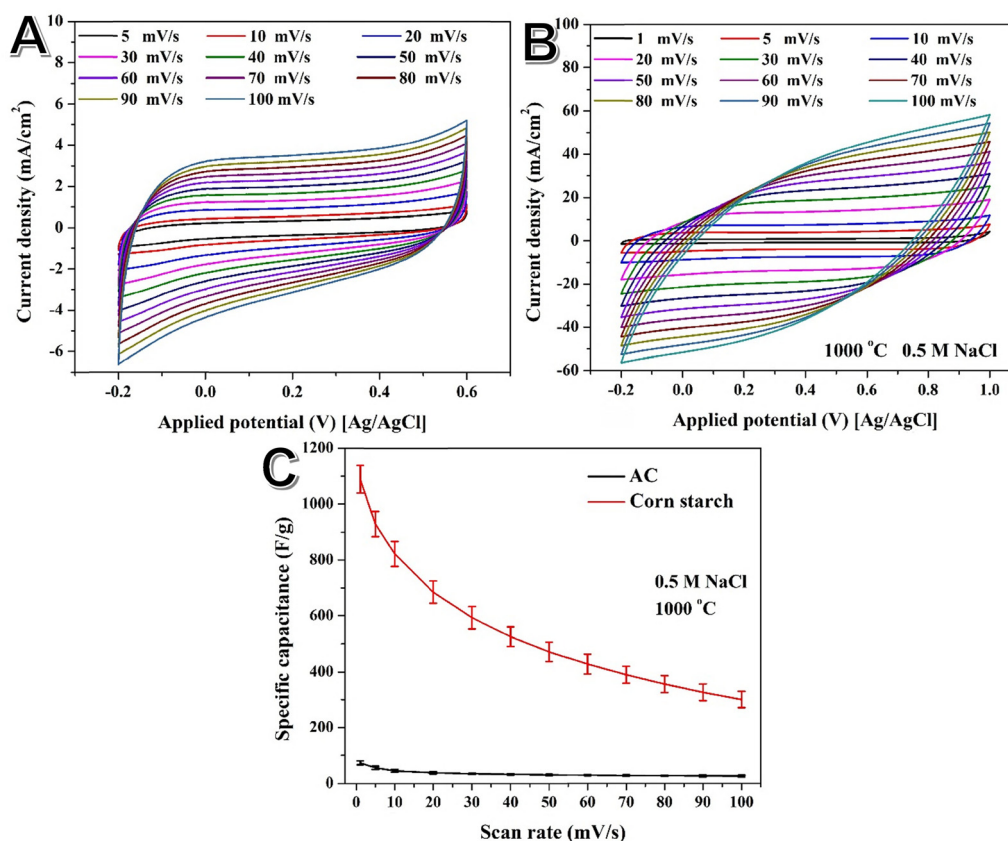 A
5 mV/s 10 mV/s 20 mV/s
30 mV/s 40 mV/s 50 mV/s
60 mV/s 70 mV/s 80 mV/s
90 mV/s 100 mV/s
Current density (mA/cm²)
10
8
6
4
2
0
-2
-4
-6
-0.2 0.0 0.2 0.4 0.6
Applied potential (V) [Ag/AgCl]
B
1 mV/s 5 mV/s 10 mV/s
20 mV/s 30 mV/s 40 mV/s
50 mV/s 60 mV/s 70 mV/s
80 mV/s 90 mV/s 100 mV/s
Current density (mA/cm²)
100
80
60
40
20
0
-20
-40
-60
1000 °C 0.5 M NaCl
-0.2 0.0 0.2 0.4 0.6 0.8 1.0
Applied potential (V) [Ag/AgCl]
C
AC
Corn starch
0.5 M NaCl
1000 °C
Specific capacitance (F/g)
1200
1000
800
600
400
200
0
0 10 20 30 40 50 60 70 80 90 100
Scan rate (mV/s)